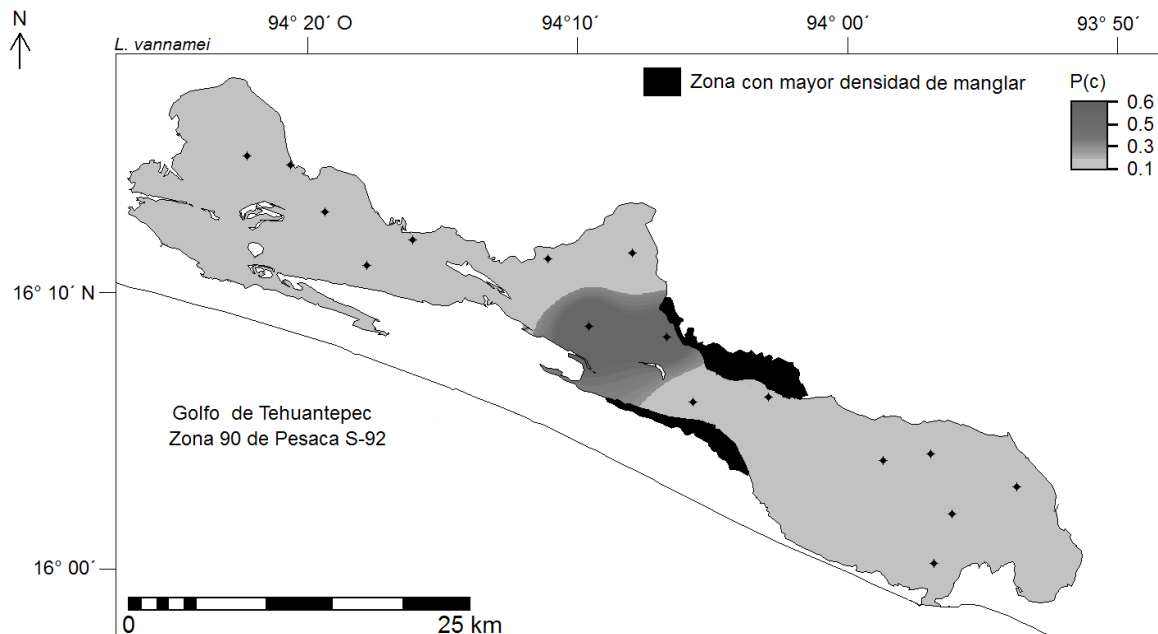 N
94° 20´ O
94° 10´
94° 00´
93° 50´
L. vannamei
Zona con mayor densidad de manglar
P(c)
0.6
0.5
0.3
0.1
16° 10´ N
Golfo de Tehuantepec
Zona 90 de Pesaca S-92
16° 00´
0
25 km